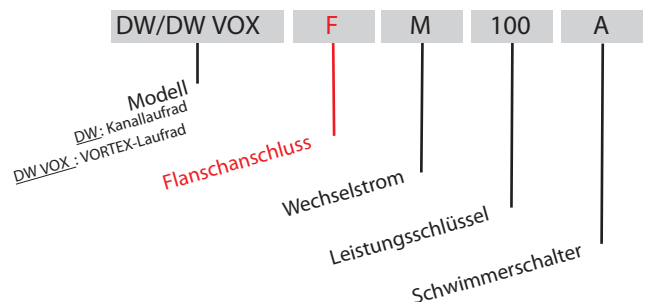 DW/DW VOX F M 100 A
Modell
DW : Kanallaufrad
DW VOX : VORTEX-Laufrad
Flanschanschluss
Wechselstrom
Leistungsschlüssel
Schwimmerschalter